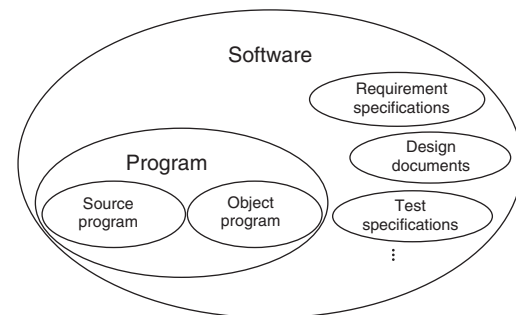 Software
Requirement
specifications
Design
documents
Program
Source
program
Object
program
Test
specifications
⋮